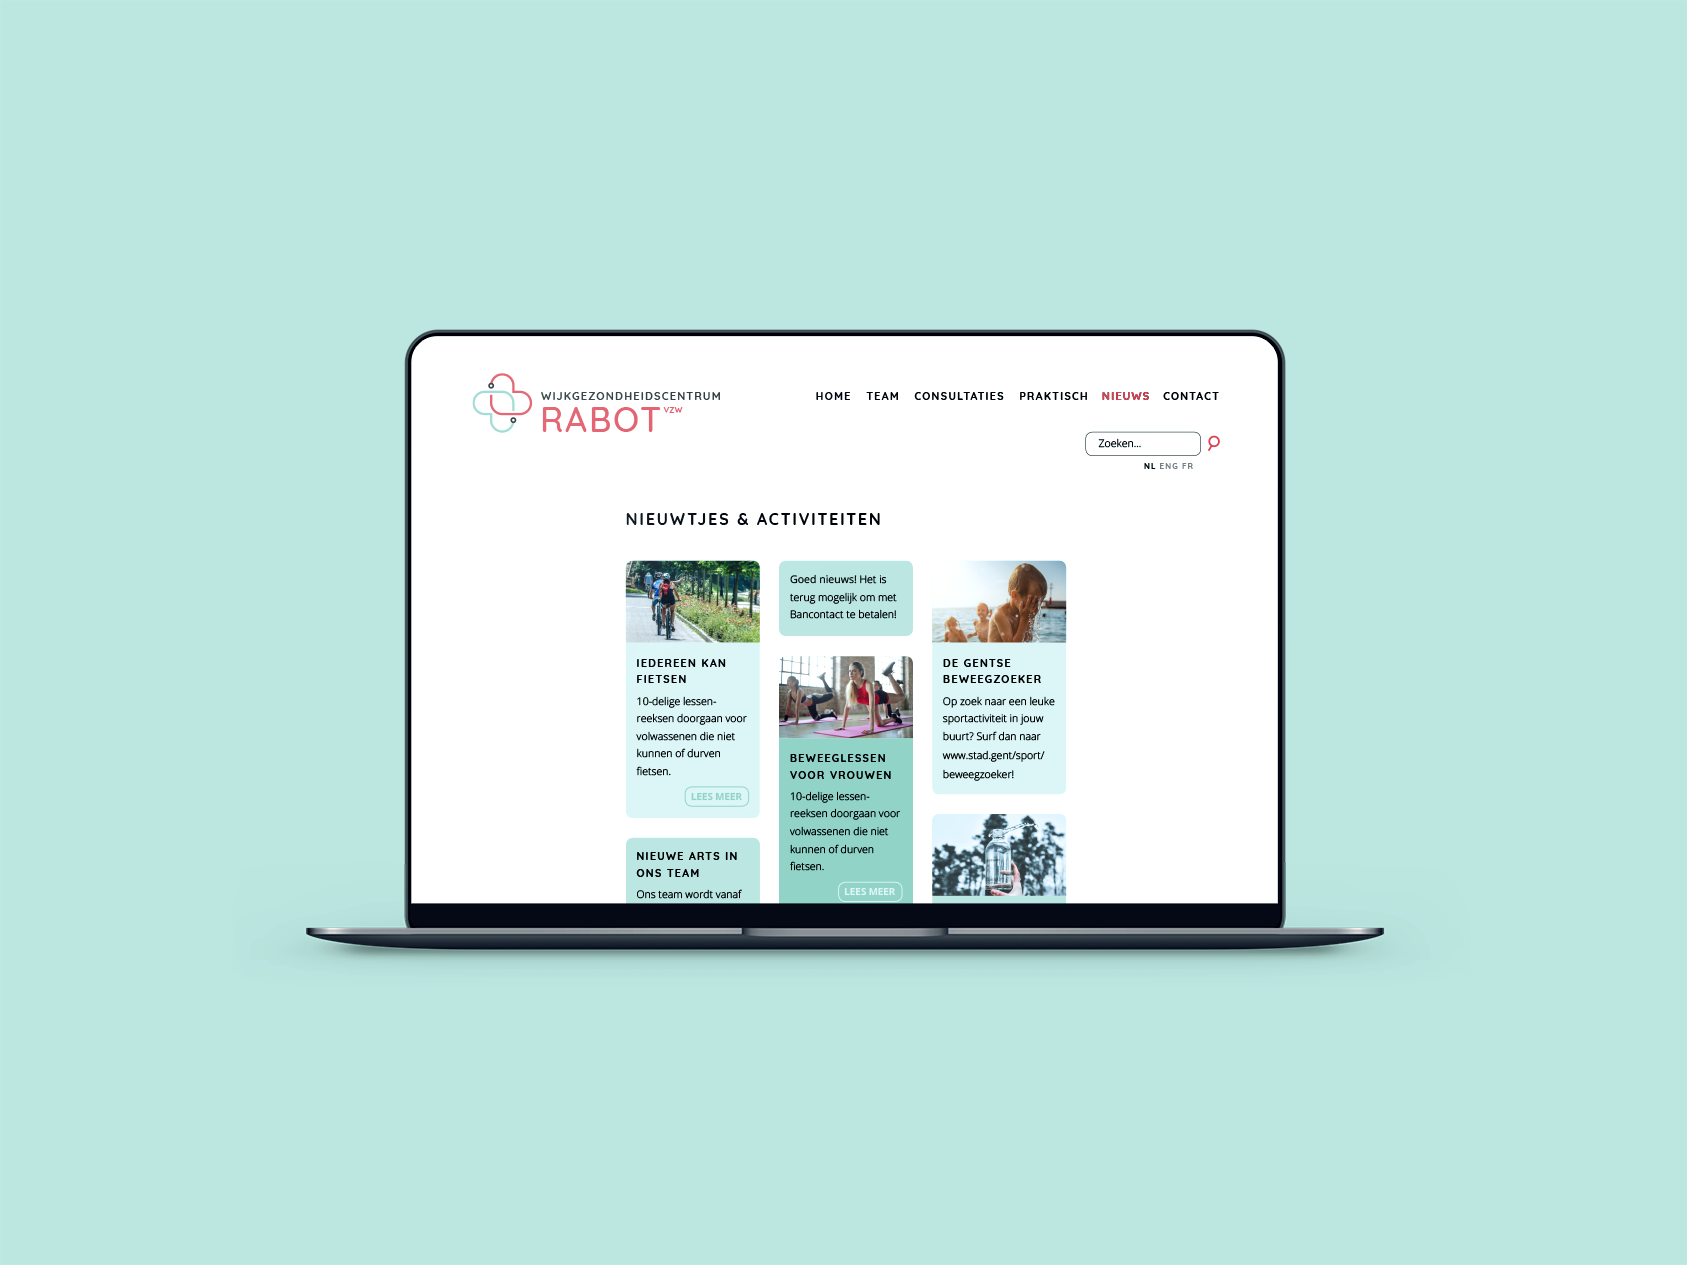 WIJKGEZONDHEIDSCENTRUM
RABOT VZW
HOME TEAM CONSULTATIES PRAKTISCH NIEUWS CONTACT
Zoeken...
NL ENG FR
NIEUWTJES & ACTIVITEITEN
IEDEREEN KAN
FIETSEN
10-delige lessen-
reeksen doorgaan voor
volwassenen die niet
kunnen of durven
fietsen.
LEES MEER
NIEUWE ARTS IN
ONS TEAM
Ons team wordt vanaf
Goed nieuws! Het is
terug mogelijk om met
Bancontact te betalen!
BEWEEGLESSEN
VOOR VROUWEN
10-delige lessen-
reeksen doorgaan voor
volwassenen die niet
kunnen of durven
fietsen.
LEES MEER
DE GENTSE
BEWEEGZOEKER
Op zoek naar een leuke
sportactiviteit in jouw
buurt? Surf dan naar
www.stad.gent/sport/
beweegzoeker!